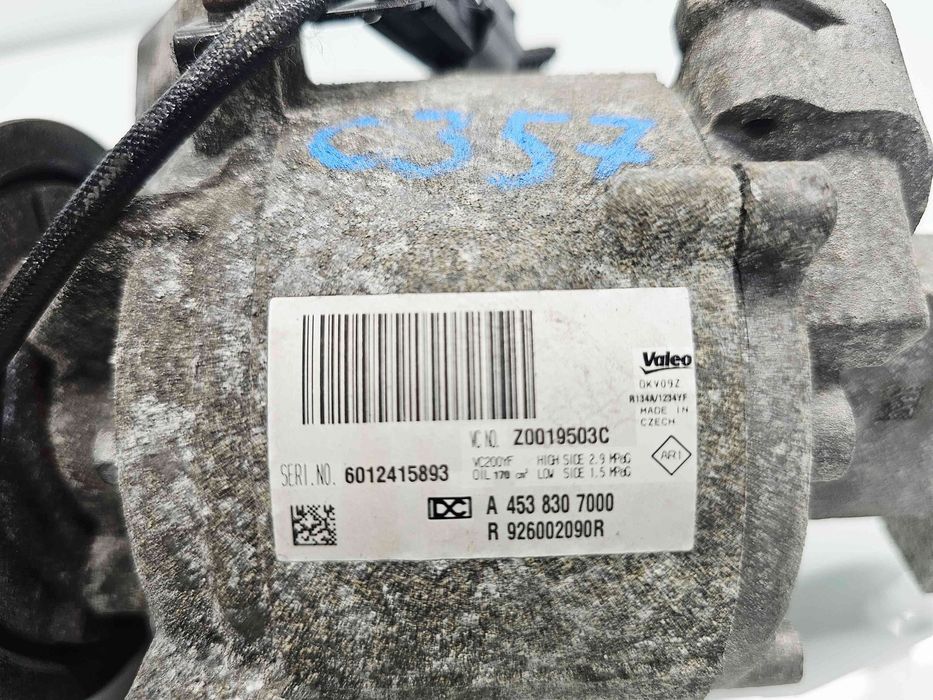 C357
Valeo
DKV09Z
R134A/1234YF
MADE IN
CZECH
VC NO. Z0019503C
AR1
SERI.NO. 6012415893
VC200YF HIGH SIDE 2.9 MPaG
OIL 170 cm³ LOW SIDE 1.5 MPaG
DC A 453 830 7000
R 926002090R